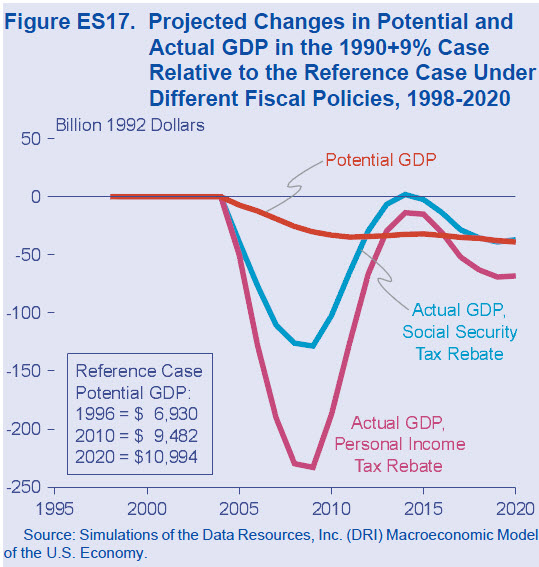 Figure ES17. Projected Changes in Potential and
Actual GDP in the 1990+9% Case
Relative to the Reference Case Under
Different Fiscal Policies, 1998-2020
Billion 1992 Dollars
50
0
-50
-100
-150
-200
-250
Potential GDP
Actual GDP,
Social Security
Tax Rebate
Actual GDP,
Personal Income
Tax Rebate
Reference Case
Potential GDP:
1996 = $ 6,930
2010 = $ 9,482
2020 = $10,994
1995 2000 2005 2010 2015 2020
Source: Simulations of the Data Resources, Inc. (DRI) Macroeconomic Model
of the U.S. Economy.